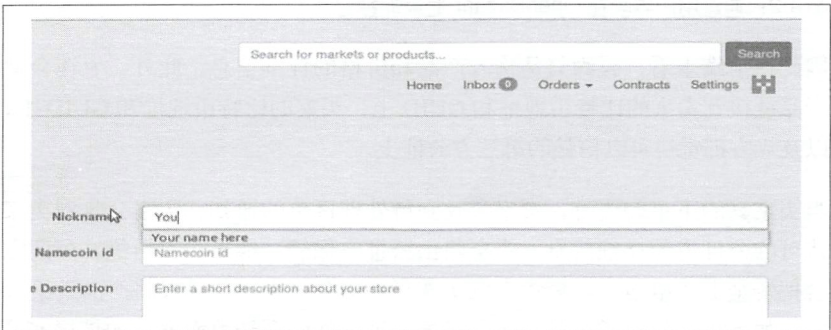 Search for markets or products... Search
Home Inbox 0 Orders Contracts Settings
Nickname You
Your name here
Namecoin id Namecoin id
e Description Enter a short description about your store